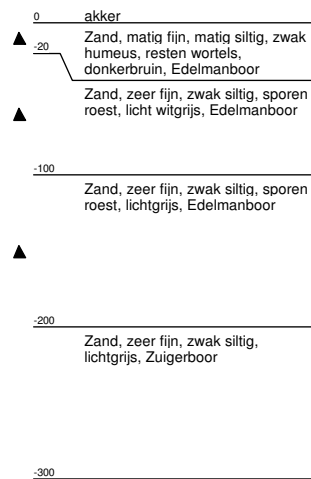 0 akker
Zand, matig fijn, matig siltig, zwak
-20 humeus, resten wortels,
donkerbruin, Edelmanboor
Zand, zeer fijn, zwak siltig, sporen
roest, licht witgrijs, Edelmanboor
-100
Zand, zeer fijn, zwak siltig, sporen
roest, lichtgrijs, Edelmanboor
-200
Zand, zeer fijn, zwak siltig,
lichtgrijs, Zuigerboor
-300